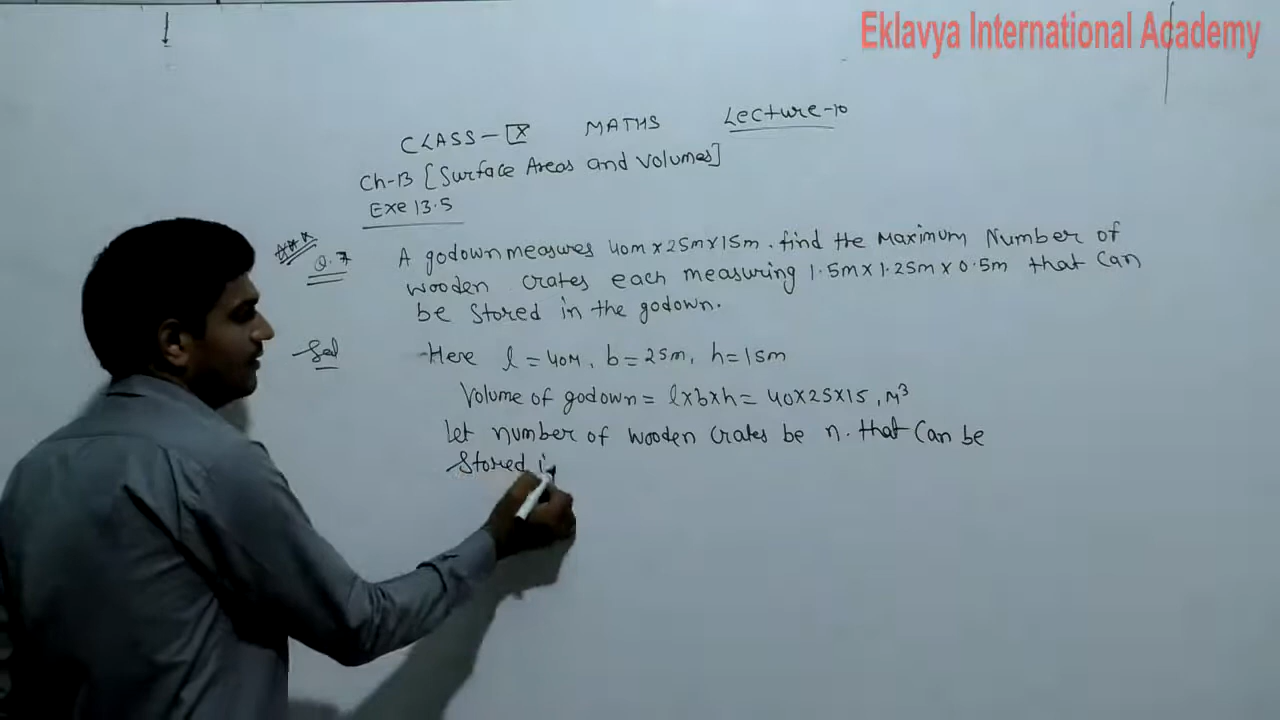 Eklavya International Academy
CLASS - IX MATHS Lecture-10
Ch-13 [Surface Areas and Volumes]
Exe 13.5
Q.7 A godown measures 40m x 25m x 15m. find the Maximum Number of
wooden crates each measuring 1.5m x 1.25m x 0.5m that can
be Stored in the godown.
Sol Here l = 40m, b = 25m, h = 15m
Volume of godown = l x b x h = 40 x 25 x 15, m³
Let number of wooden crates be n. that can be
Stored i